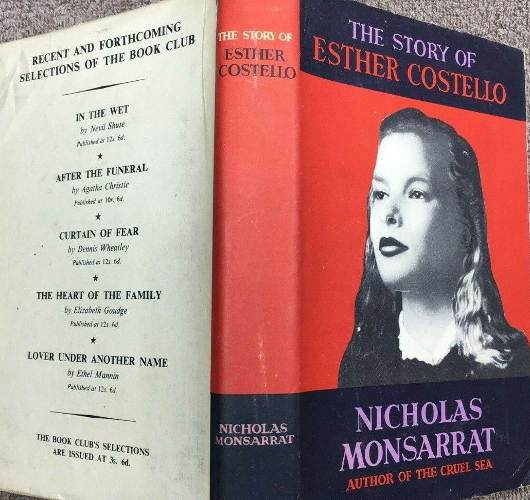 RECENT AND FORTHCOMING
SELECTIONS OF THE BOOK CLUB
IN THE WET
by Nevil Shute
Published at 12s. 6d.
★
AFTER THE FUNERAL
by Agatha Christie
Published at 10s. 6d.
★
CURTAIN OF FEAR
by Dennis Wheatley
Published at 12s. 6d.
★
THE HEART OF THE FAMILY
by Elizabeth Goudge
Published at 12s. 6d.
★
LOVER UNDER ANOTHER NAME
by Ethel Mannin
Published at 12s. 6d.
THE BOOK CLUB'S SELECTIONS
ARE ISSUED AT 3s. 6d.
THE STORY OF
ESTHER
COSTELLO
NICHOLAS
MONSARRAT
THE STORY OF
ESTHER COSTELLO
NICHOLAS
MONSARRAT
AUTHOR OF THE CRUEL SEA